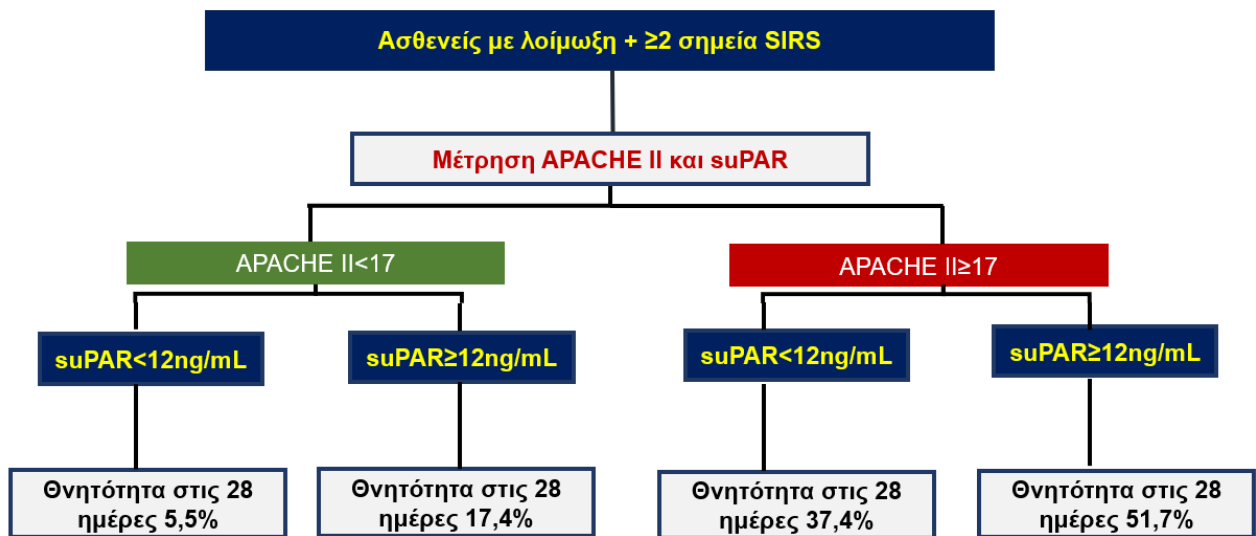 Ασθενείς με λοίμωξη + ≥2 σημεία SIRS
Μέτρηση APACHE II και suPAR
APACHE II<17
APACHE II≥17
suPAR<12ng/mL
suPAR≥12ng/mL
suPAR<12ng/mL
suPAR≥12ng/mL
Θνητότητα στις 28
ημέρες 5,5%
Θνητότητα στις 28
ημέρες 17,4%
Θνητότητα στις 28
ημέρες 37,4%
Θνητότητα στις 28
ημέρες 51,7%